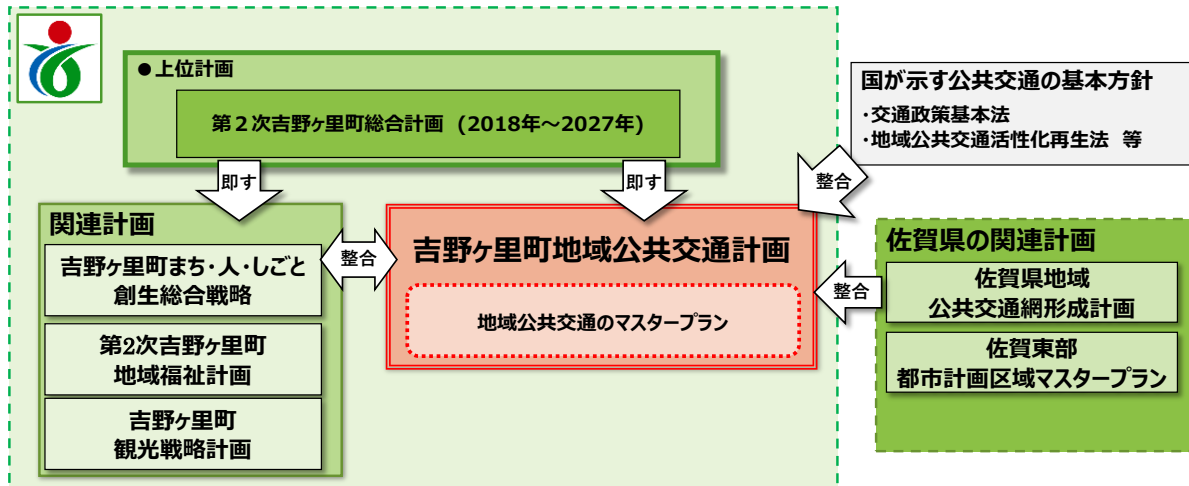 ●上位計画
第２次吉野ヶ里町総合計画 (2018年～2027年)
即す
即す
国が示す公共交通の基本方針
・交通政策基本法
・地域公共交通活性化再生法 等
整合
関連計画
吉野ヶ里町まち・人・しごと
創生総合戦略
第2次吉野ヶ里町
地域福祉計画
吉野ヶ里町
観光戦略計画
整合
吉野ヶ里町地域公共交通計画
地域公共交通のマスタープラン
整合
佐賀県の関連計画
佐賀県地域
公共交通網形成計画
佐賀東部
都市計画区域マスタープラン